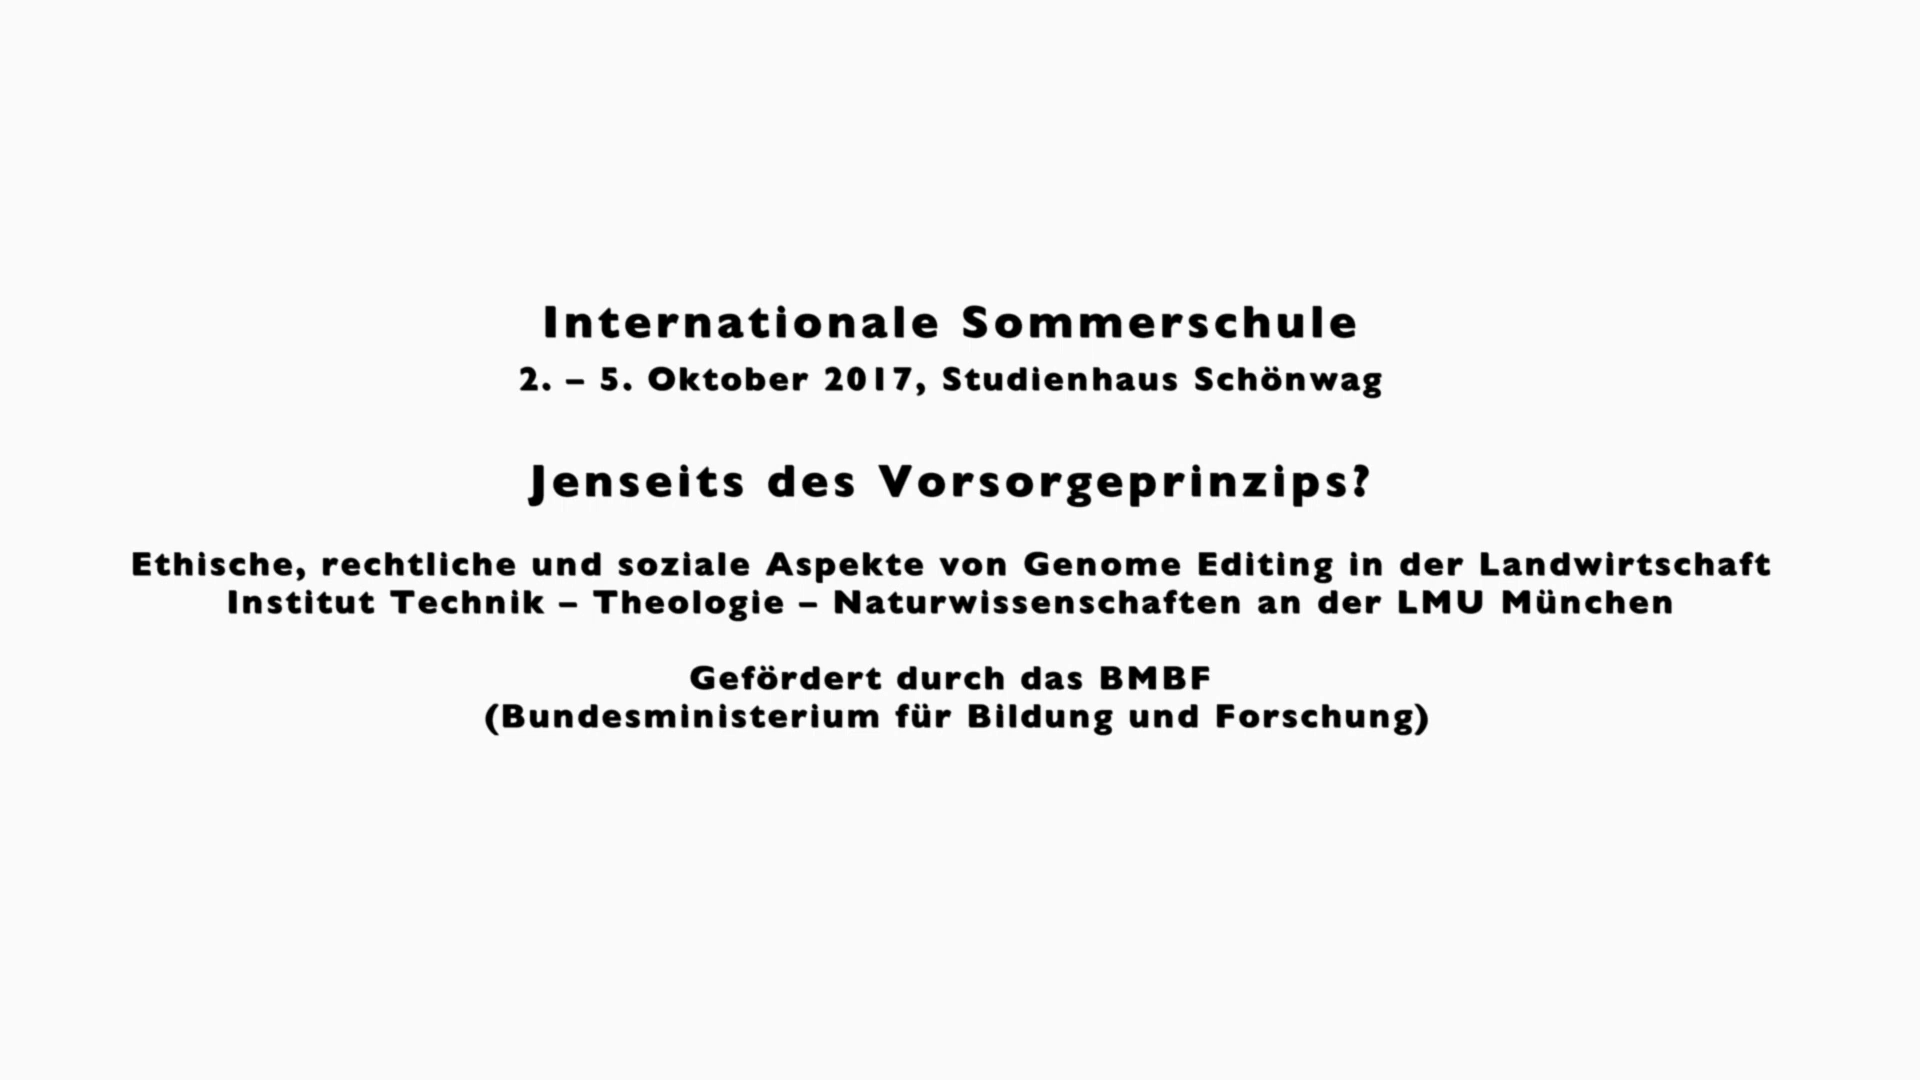 Internationale Sommerschule
2. – 5. Oktober 2017, Studienhaus Schönwag
Jenseits des Vorsorgeprinzips?
Ethische, rechtliche und soziale Aspekte von Genome Editing in der Landwirtschaft
Institut Technik – Theologie – Naturwissenschaften an der LMU München
Gefördert durch das BMBF
(Bundesministerium für Bildung und Forschung)